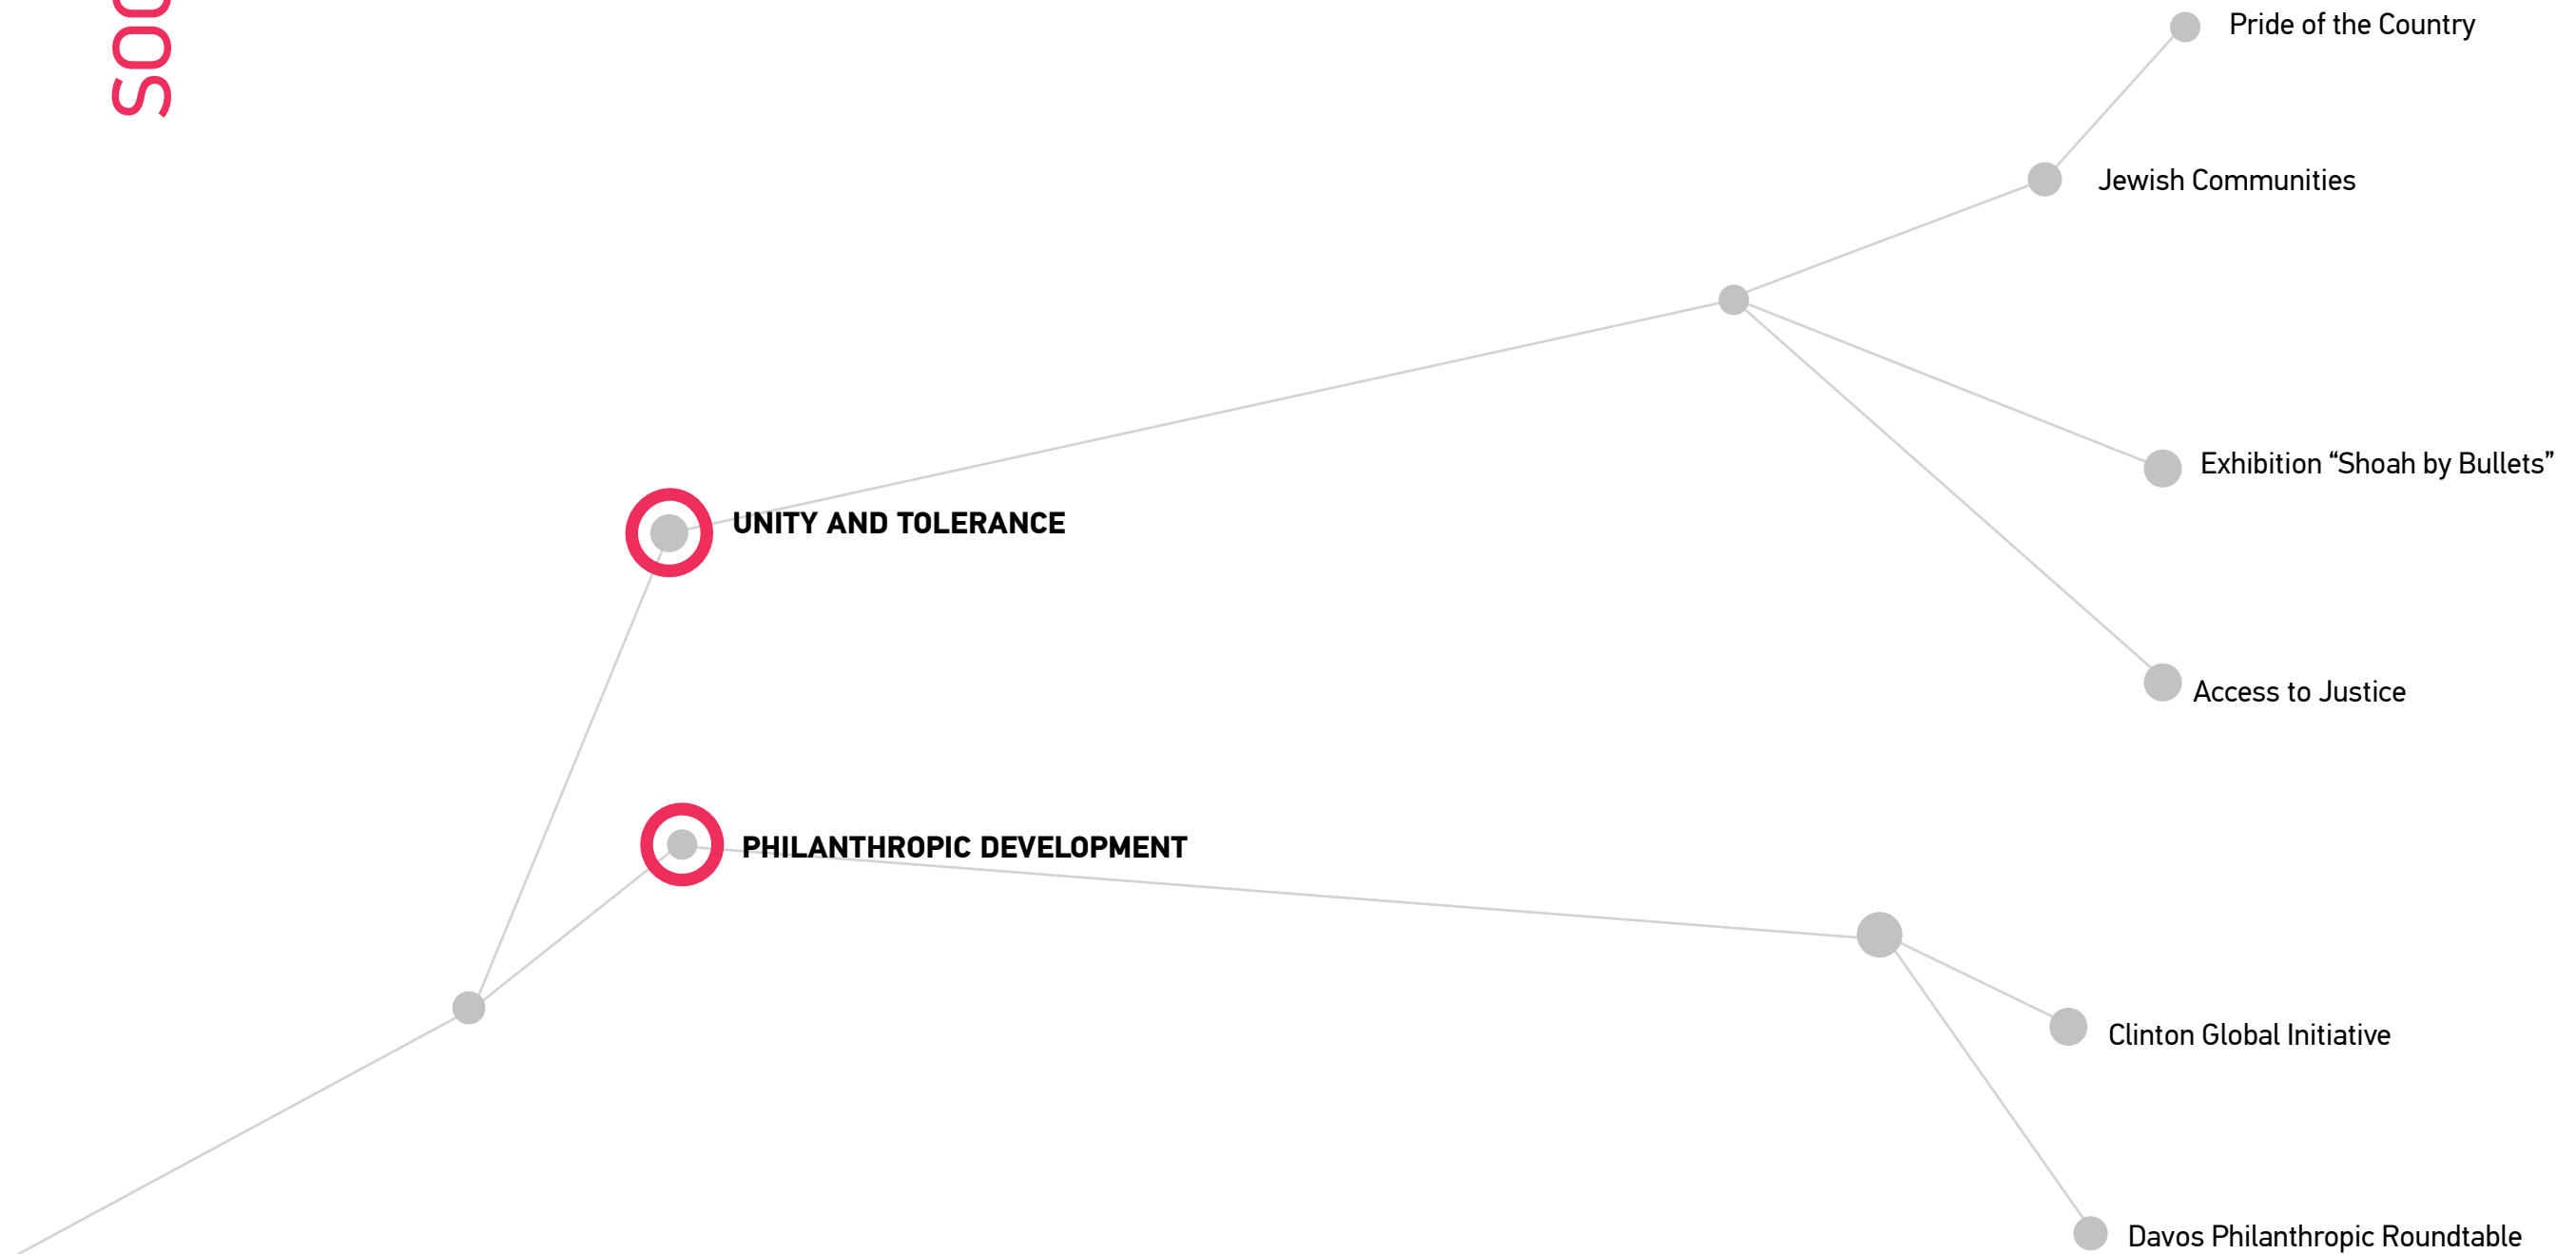 Pride of the Country
Jewish Communities
Exhibition “Shoah by Bullets”
UNITY AND TOLERANCE
Access to Justice
PHILANTHROPIC DEVELOPMENT
Clinton Global Initiative
Davos Philanthropic Roundtable